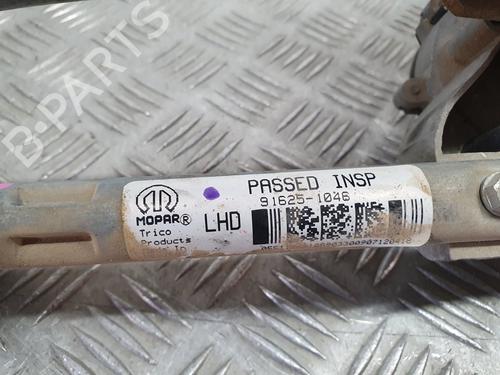 B-PARTS
PASSED INSP
91625-1046
MOPAR®
LHD
Trico
Products